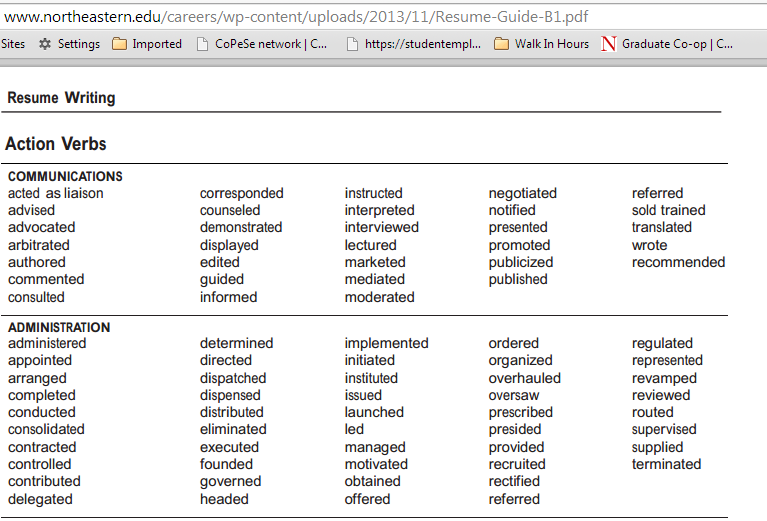 www.northeastern.edu/careers/wp-content/uploads/2013/11/Resume-Guide-B1.pdf
Sites Settings Imported CoPeSe network | C... https://studentempl... Walk In Hours N Graduate Co-op | C...
Resume Writing
Action Verbs
COMMUNICATIONS
acted as liaison corresponded instructed negotiated referred
advised counseled interpreted notified sold trained
advocated demonstrated interviewed presented translated
arbitrated displayed lectured promoted wrote
authored edited marketed publicized recommended
commented guided mediated published
consulted informed moderated
ADMINISTRATION
administered determined implemented ordered regulated
appointed directed initiated organized represented
arranged dispatched instituted overhauled revamped
completed dispensed issued oversaw reviewed
conducted distributed launched prescribed routed
consolidated eliminated led presided supervised
contracted executed managed provided supplied
controlled founded motivated recruited terminated
contributed governed obtained rectified
delegated headed offered referred